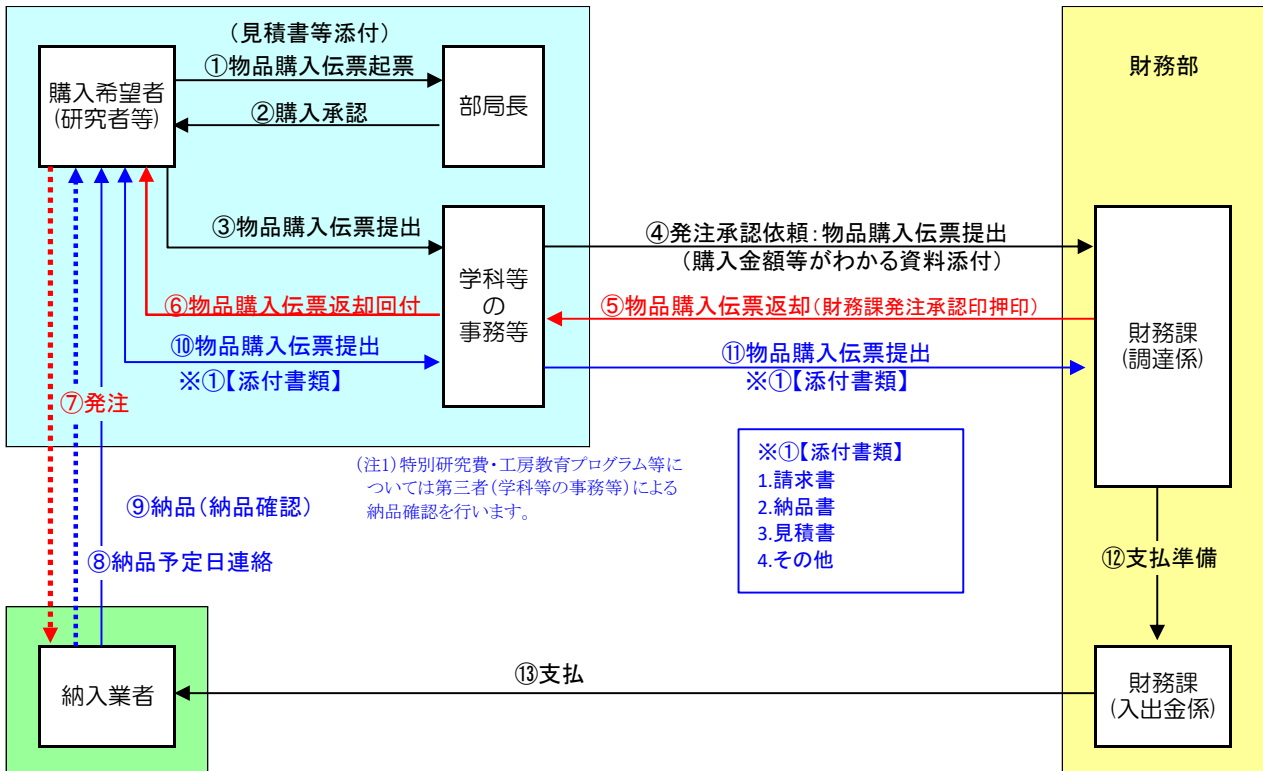 (見積書等添付)
①物品購入伝票起票
購入希望者
(研究者等)
②購入承認
部局長
財務部
③物品購入伝票提出
④発注承認依頼:物品購入伝票提出
(購入金額等がわかる資料添付)
学科等
の
事務等
⑥物品購入伝票返却回付
⑤物品購入伝票返却(財務課発注承認印押印)
財務課
(調達係)
⑩物品購入伝票提出
※①【添付書類】
⑪物品購入伝票提出
※①【添付書類】
⑦発注
(注1)特別研究費・工房教育プログラム等に
ついては第三者(学科等の事務等)による
納品確認を行います。
※①【添付書類】
1.請求書
2.納品書
3.見積書
4.その他
⑨納品(納品確認)
⑧納品予定日連絡
⑫支払準備
納入業者
⑬支払
財務課
(入出金係)